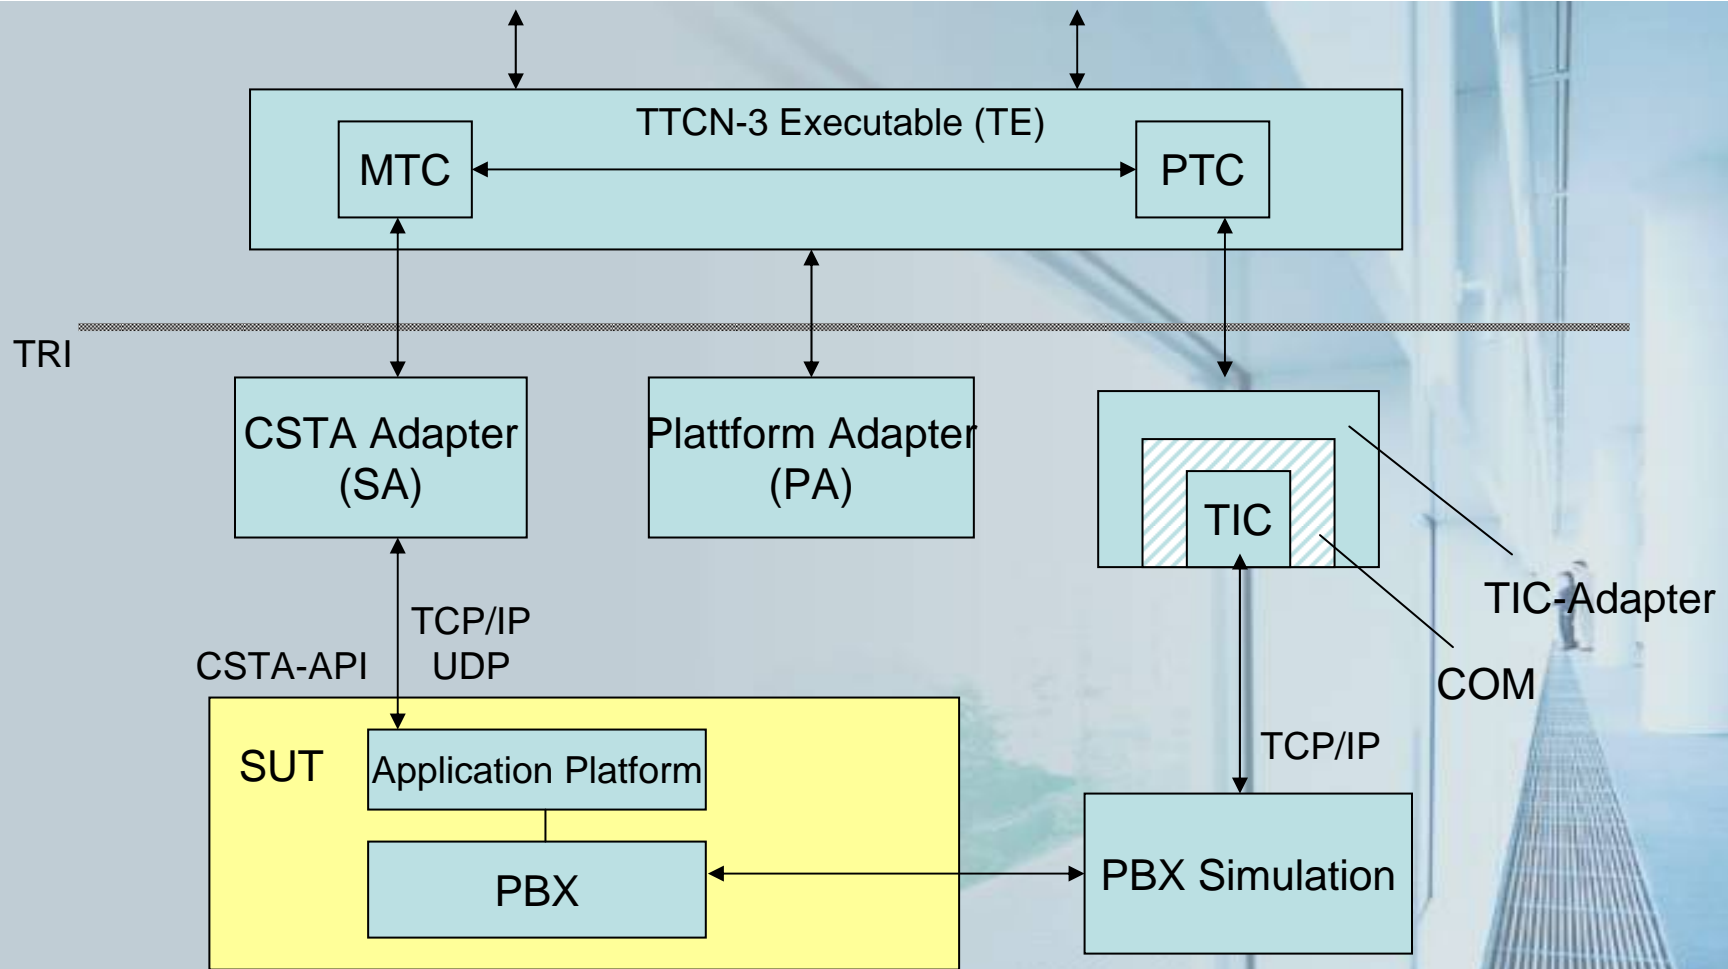 TTCN-3 Executable (TE)
MTC
PTC
TRI
CSTA Adapter
(SA)
Plattform Adapter
(PA)
TIC
TIC-Adapter
COM
TCP/IP
UDP
CSTA-API
SUT
Application Platform
PBX
TCP/IP
PBX Simulation